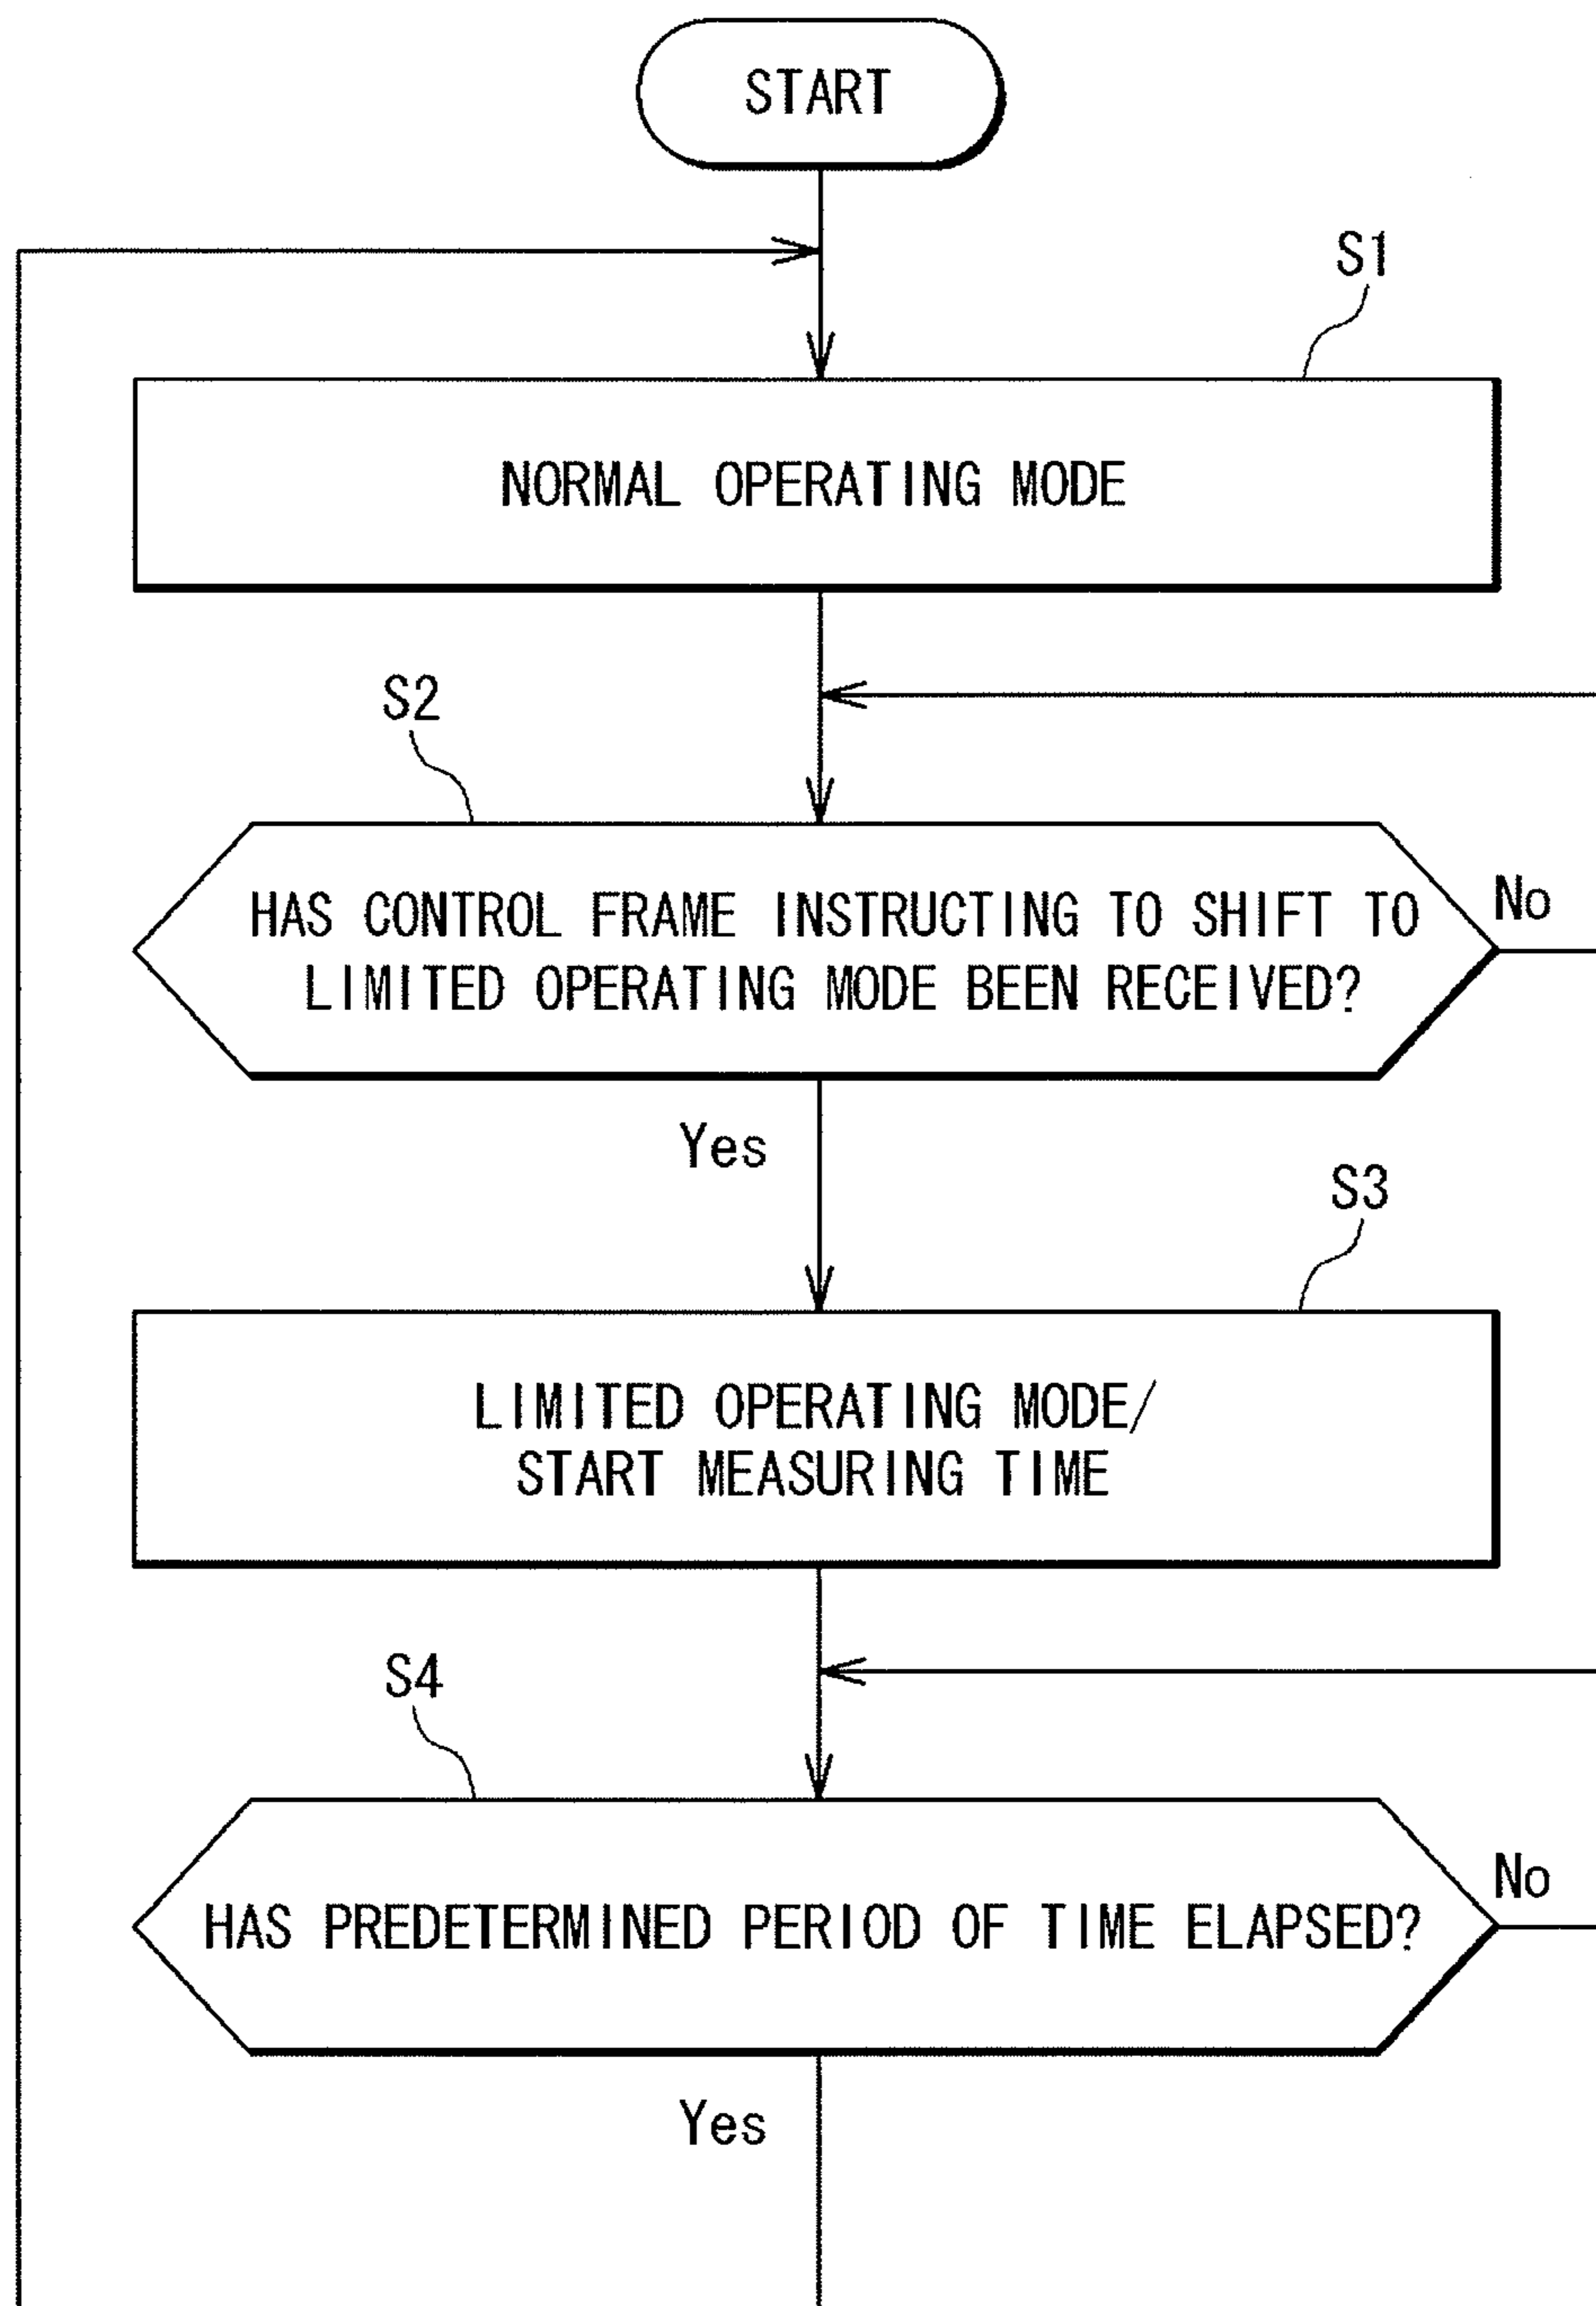 START
S1
NORMAL OPERATING MODE
S2
HAS CONTROL FRAME INSTRUCTING TO SHIFT TO
LIMITED OPERATING MODE BEEN RECEIVED?
No
Yes
S3
LIMITED OPERATING MODE/
START MEASURING TIME
S4
HAS PREDETERMINED PERIOD OF TIME ELAPSED?
No
Yes